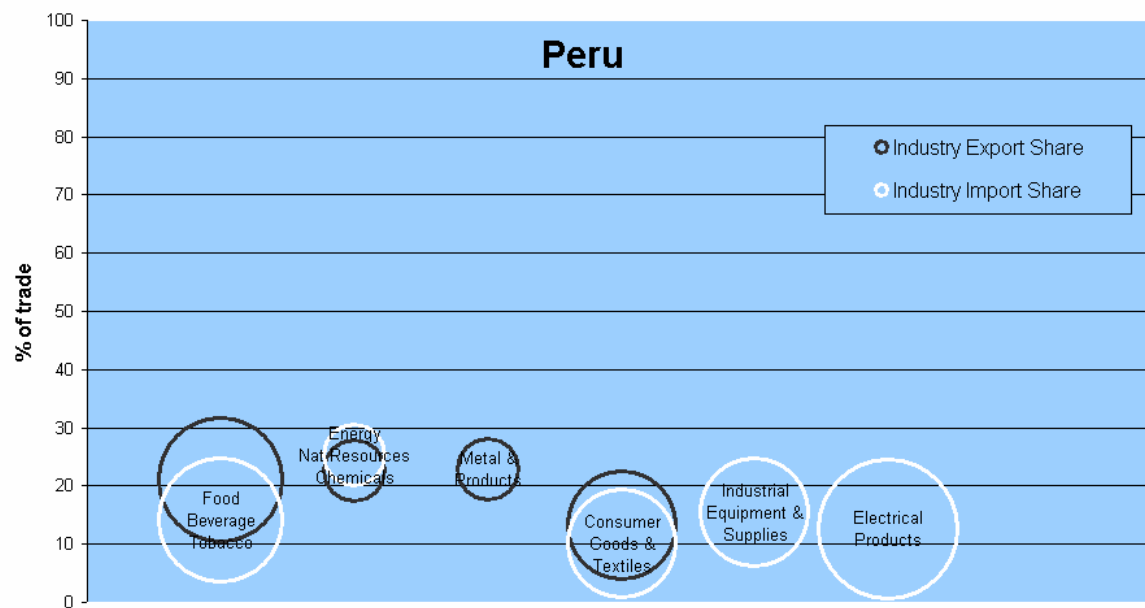 Peru
100
90
80
70
60
50
40
30
20
10
0
% of trade
Industry Export Share
Industry Import Share
Food
Beverage
Tobacco
Energy
Nat Resources
Chemicals
Metal &
Products
Consumer
Goods &
Textiles
Industrial
Equipment &
Supplies
Electrical
Products